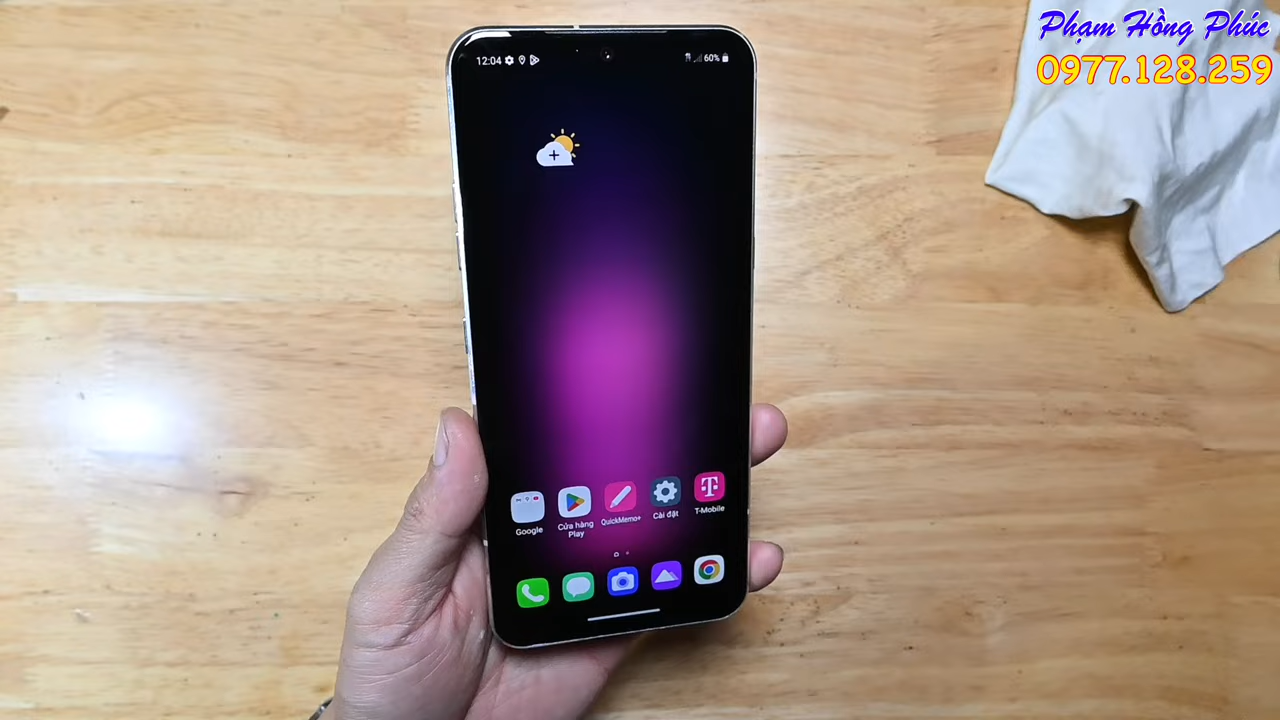 Phạm Hồng Phúc
0977.128.259
12:04
60%
Google
Cửa hàng
Play
QuickMemo+
Cài đặt
T-Mobile